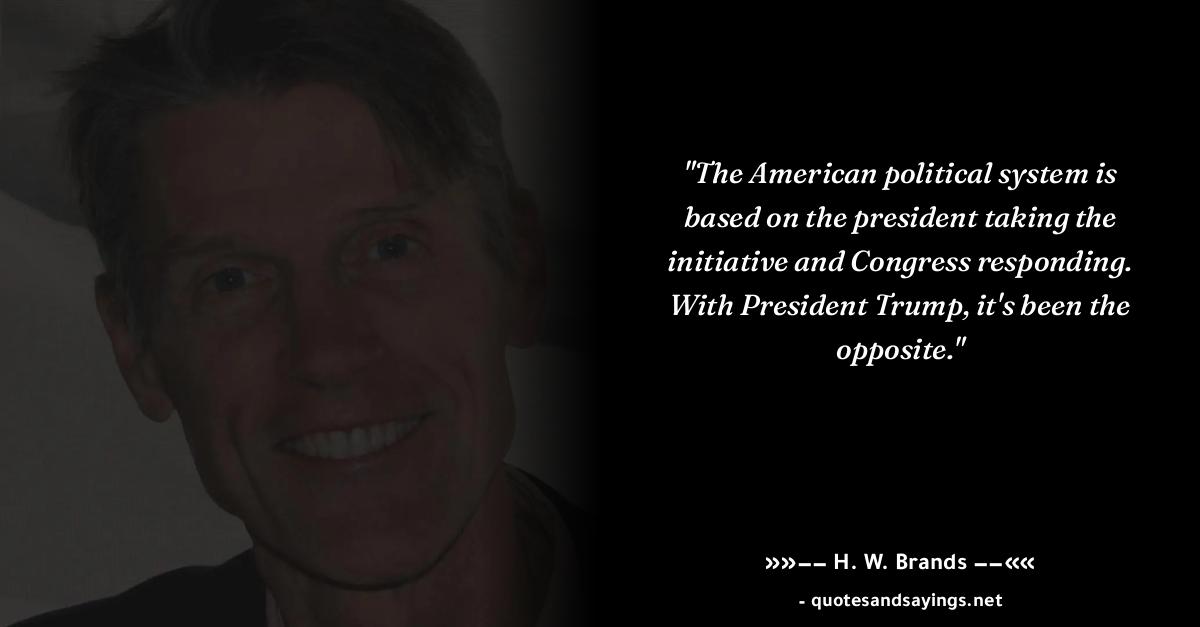 "The American political system is
based on the president taking the
initiative and Congress responding.
With President Trump, it's been the
opposite."
»»−− H. W. Brands −−««
- quotesandsayings.net